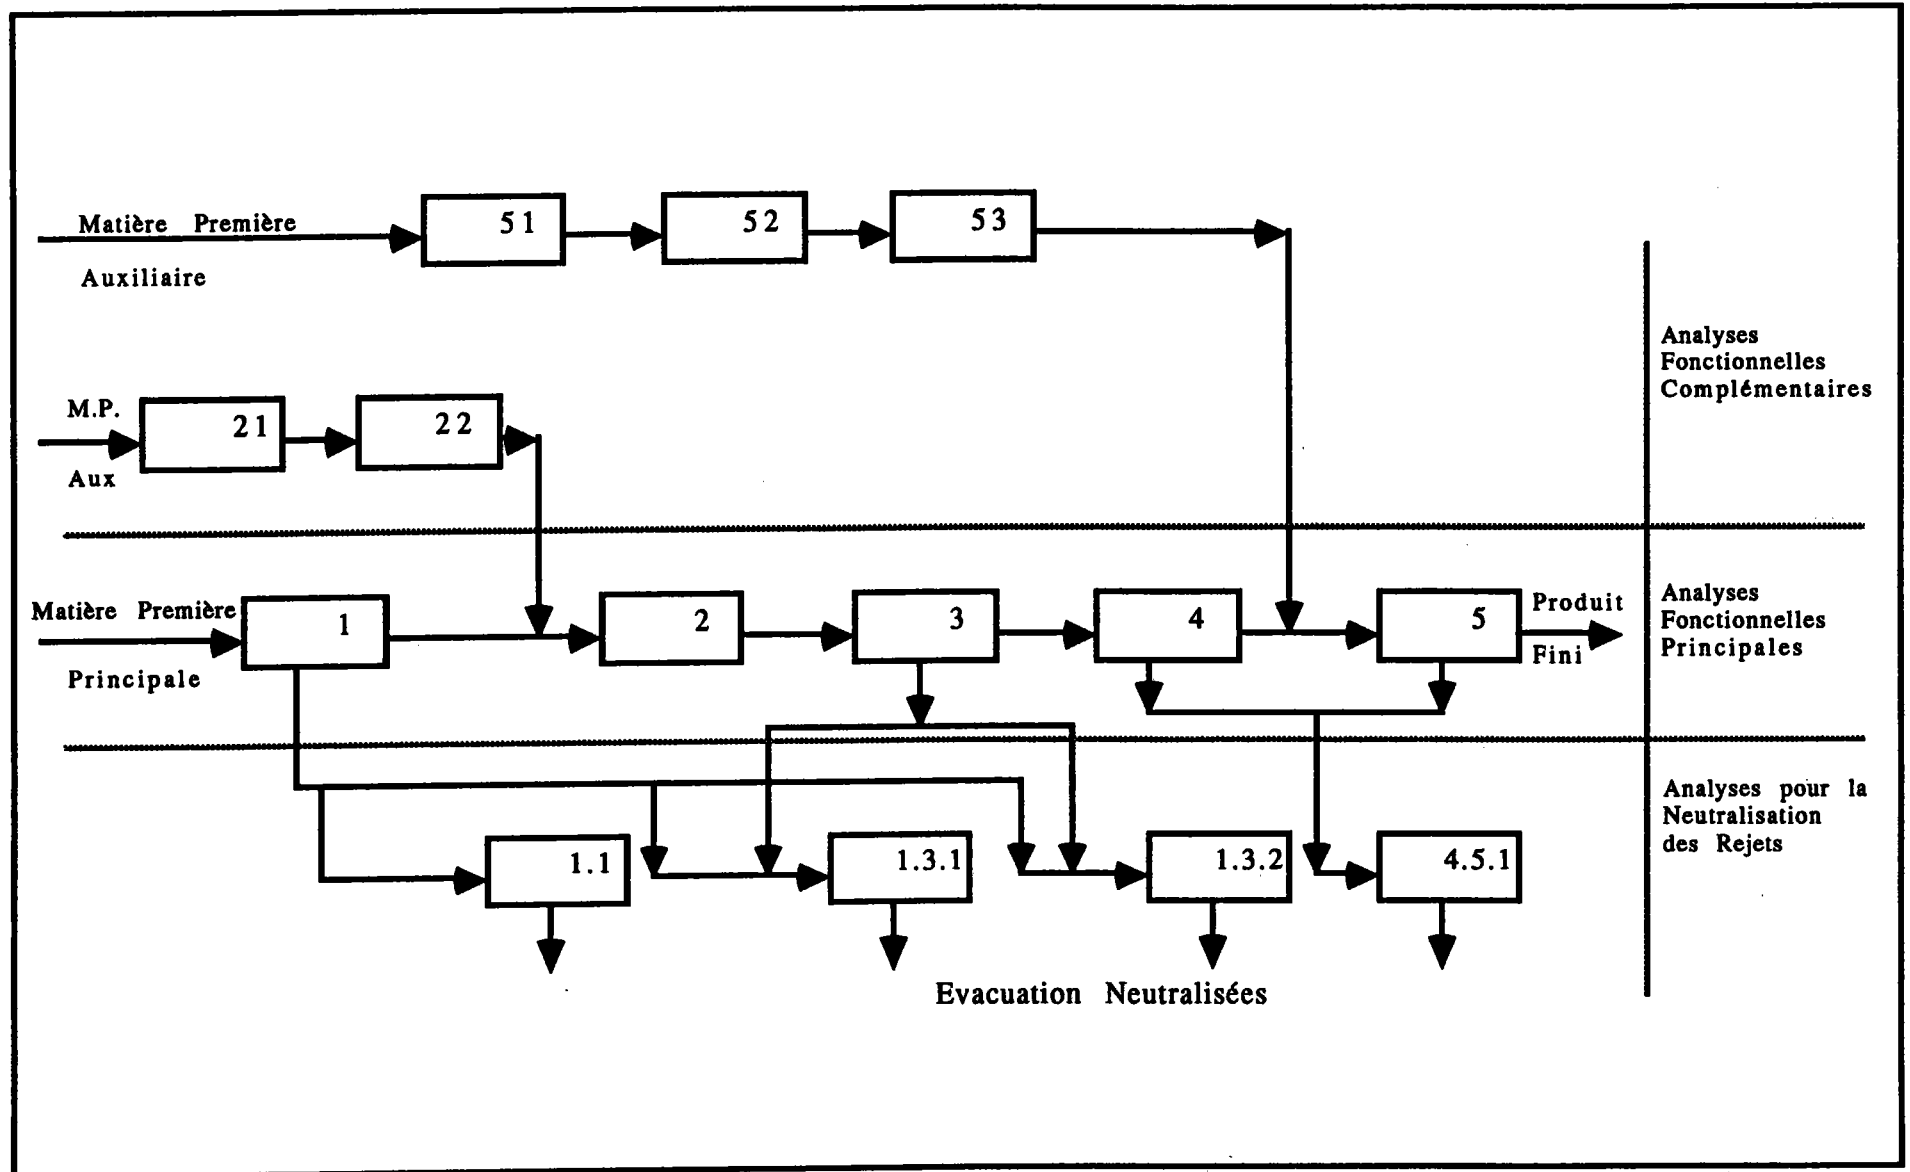 Matière Première
Auxiliaire
51
52
53
Analyses
Fonctionnelles
Complémentaires
M.P.
Aux
21
22
Matière Première
Principale
1
2
3
4
5
Produit
Fini
Analyses
Fonctionnelles
Principales
Analyses pour la
Neutralisation
des Rejets
1.1
1.3.1
1.3.2
4.5.1
Evacuation Neutralisées